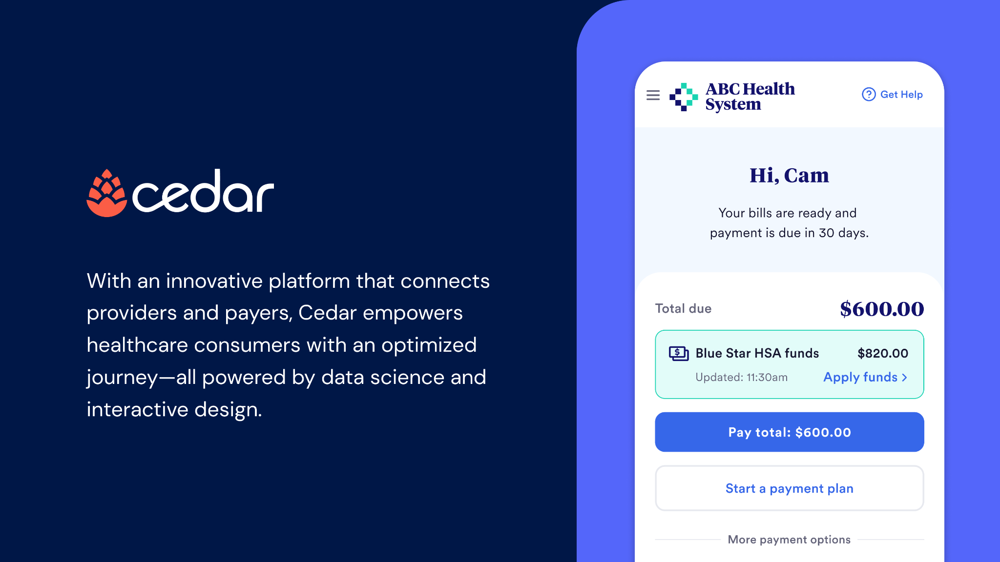 cedar
With an innovative platform that connects
providers and payers, Cedar empowers
healthcare consumers with an optimized
journey—all powered by data science and
interactive design.
ABC Health
System
Get Help
Hi, Cam
Your bills are ready and
payment is due in 30 days.
Total due $600.00
Blue Star HSA funds $820.00
Updated: 11:30am Apply funds
Pay total: $600.00
Start a payment plan
More payment options